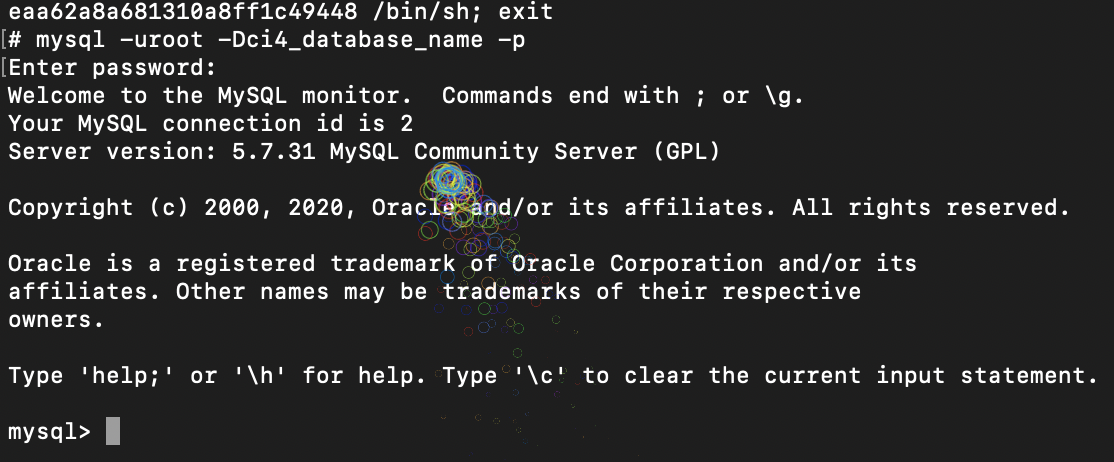 eaa62a8a681310a8ff1c49448 /bin/sh; exit
[# mysql -uroot -Dci4_database_name -p
[Enter password:
Welcome to the MySQL monitor.  Commands end with ; or \g.
Your MySQL connection id is 2
Server version: 5.7.31 MySQL Community Server (GPL)
Copyright (c) 2000, 2020, Oracle and/or its affiliates. All rights reserved.
Oracle is a registered trademark of Oracle Corporation and/or its
affiliates. Other names may be trademarks of their respective
owners.
Type 'help;' or '\h' for help. Type '\c' to clear the current input statement.
mysql>